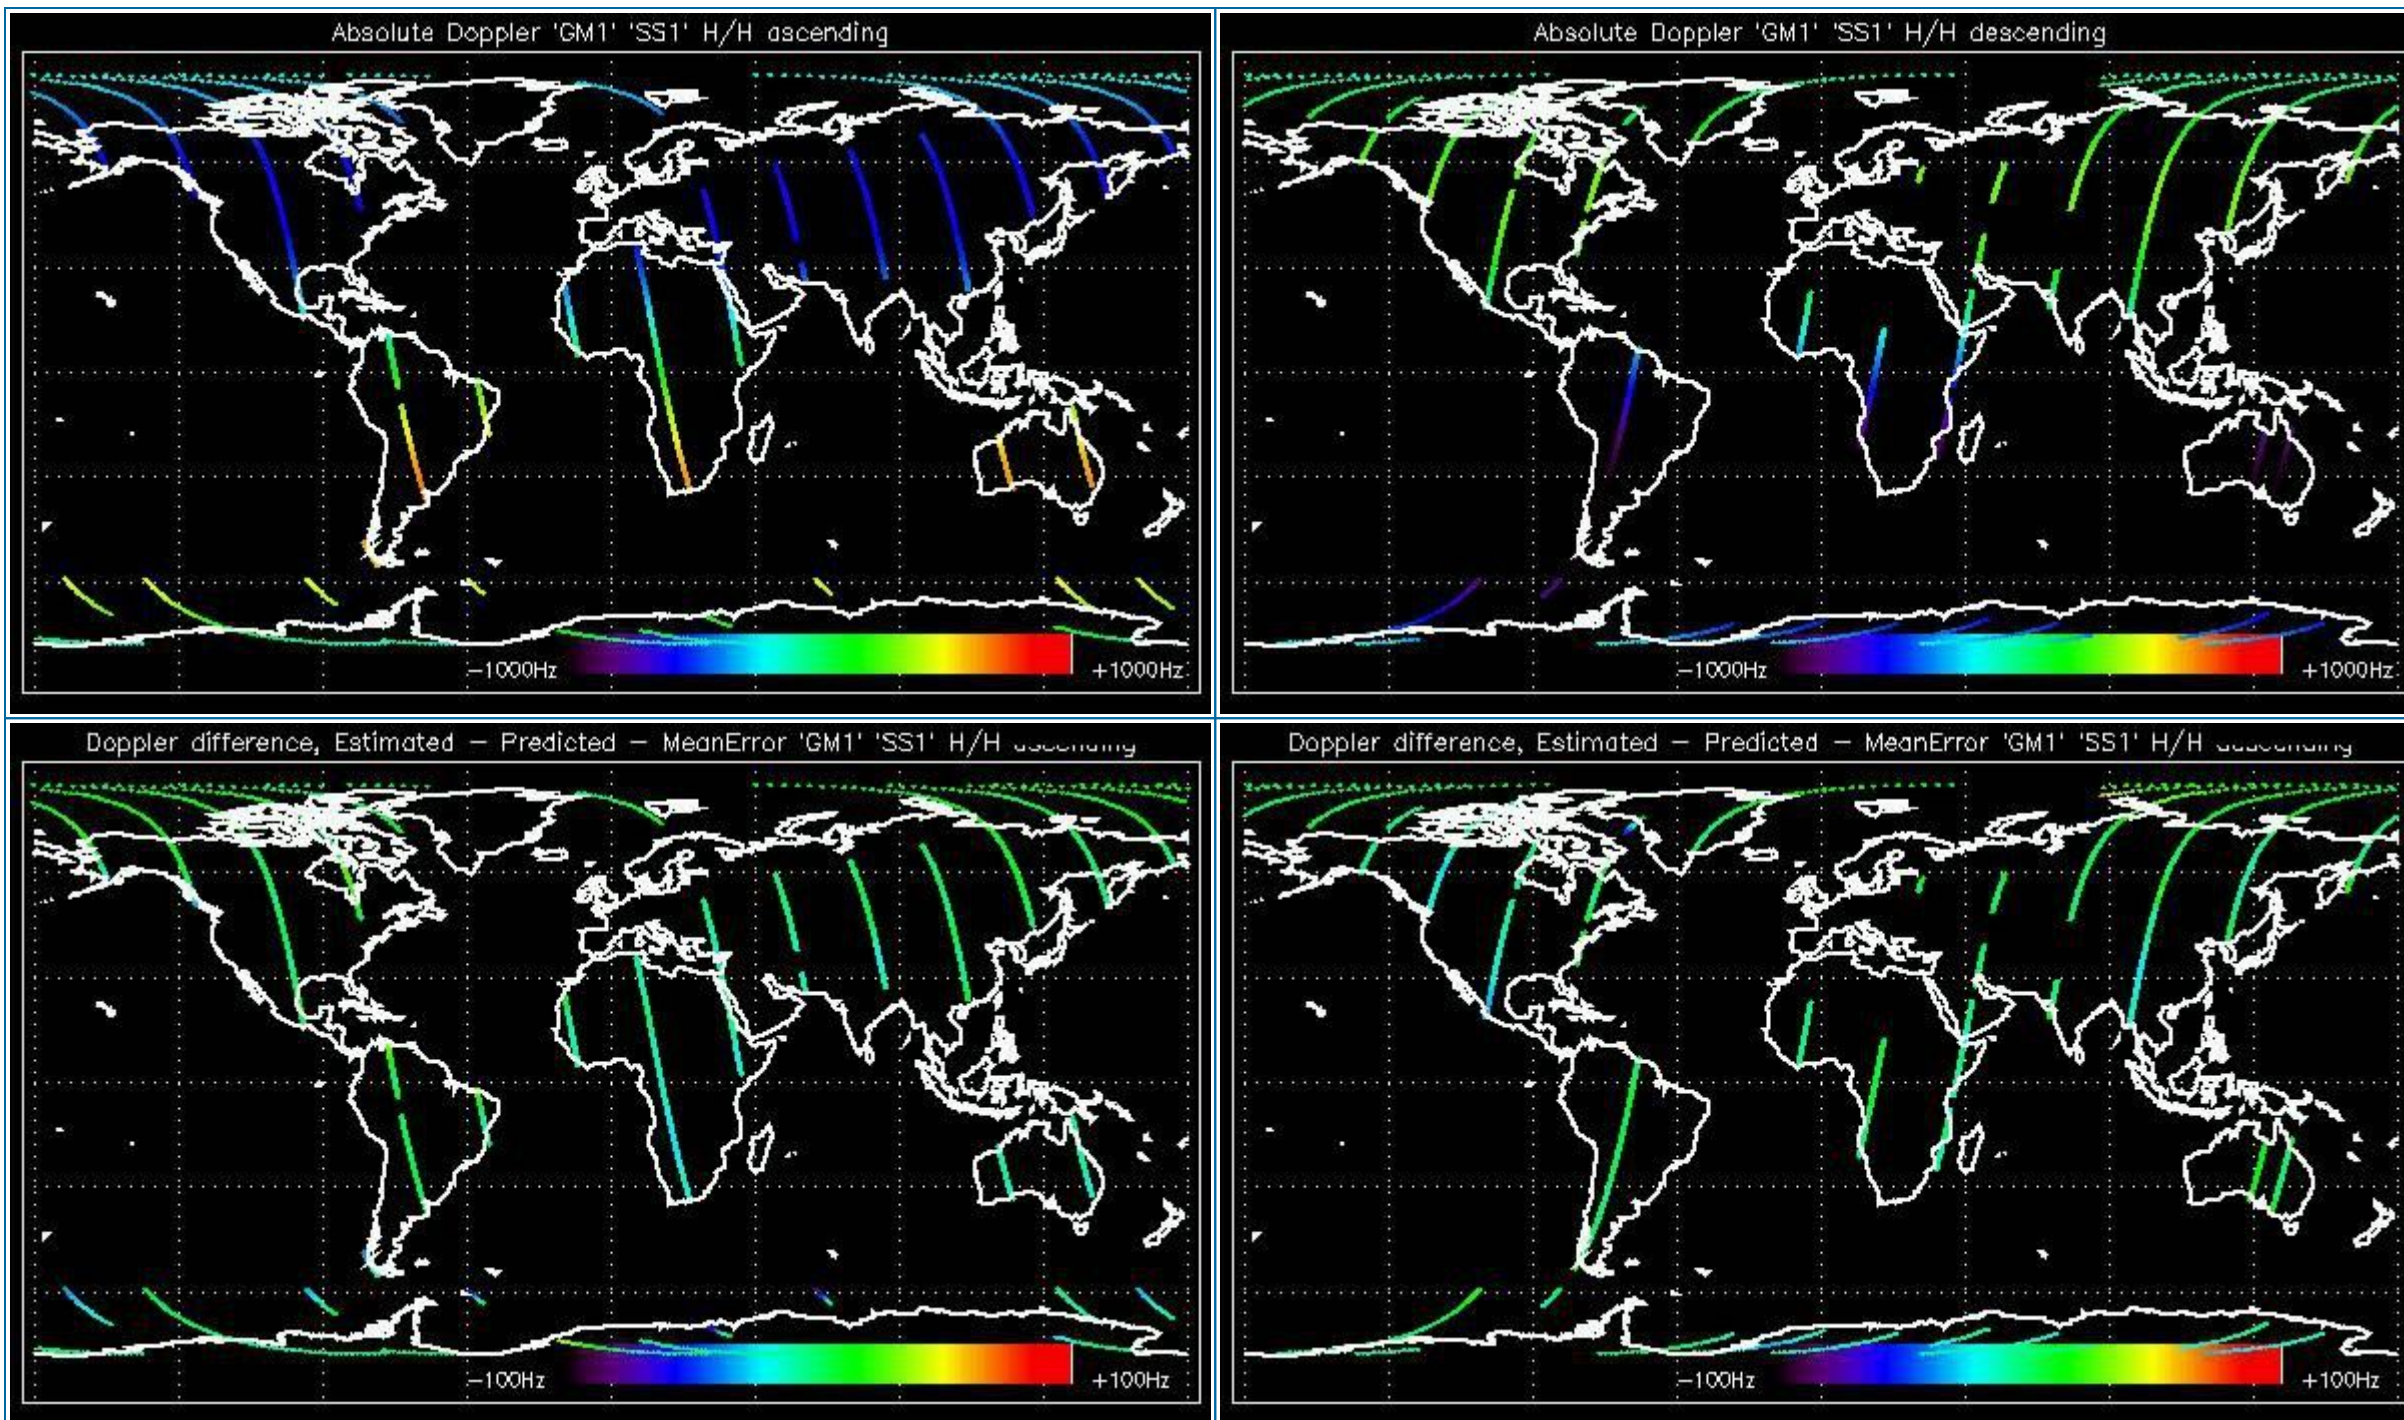 Absolute Doppler 'GM1' 'SS1' H/H ascending
-1000Hz
+1000Hz
Absolute Doppler 'GM1' 'SS1' H/H descending
-1000Hz
+1000Hz
Doppler difference, Estimated - Predicted - MeanError 'GM1' 'SS1' H/H
-100Hz
+100Hz
Doppler difference, Estimated - Predicted - MeanError 'GM1' 'SS1' H/H
-100Hz
+100Hz